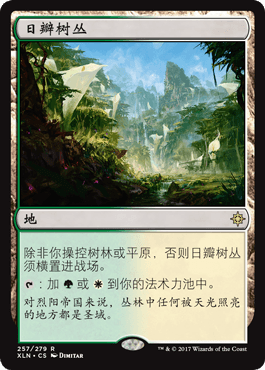 日瓣树丛
地
除非你操控树林或平原，否则日瓣树丛
须横置进战场。
：加或到你的法术力池中。
对烈阳帝国来说，丛林中任何被天光照亮
的地方都是圣域。
257/279 R
XLN • CS DIMITAR
™ & © 2017 Wizards of the Coast